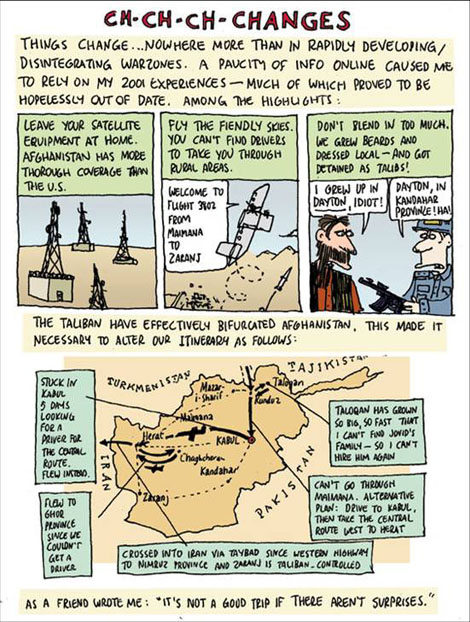 CH-CH-CH-CHANGES
THINGS CHANGE...NOWHERE MORE THAN IN RAPIDLY DEVELOPING/
DISINTEGRATING WARZONES. A PAUCITY OF INFO ONLINE CAUSED ME
TO RELY ON MY 2001 EXPERIENCES—MUCH OF WHICH PROVED TO BE
HOPELESSLY OUT OF DATE. AMONG THE HIGHLIGHTS:
LEAVE YOUR SATELLITE
EQUIPMENT AT HOME.
AFGHANISTAN HAS MORE
THOROUGH COVERAGE THAN
THE U.S.
FLY THE FIENDLY SKIES.
YOU CAN'T FIND DRIVERS
TO TAKE YOU THROUGH
RURAL AREAS.
WELCOME TO
FLIGHT 3802
FROM
MAIMANA
TO
ZARANJ
DON'T BLEND IN TOO MUCH.
WE GREW BEARDS AND
DRESSED LOCAL—AND GOT
DETAINED AS TALIBS!
I GREW UP IN
DAYTON, IDIOT!
DAYTON, IN
KANDAHAR
PROVINCE! HA!
THE TALIBAN HAVE EFFECTIVELY BIFURCATED AFGHANISTAN. THIS MADE IT
NECESSARY TO ALTER OUR ITINERARY AS FOLLOWS:
STUCK IN
KABUL
5 DAYS
LOOKING
FOR A
DRIVER FOR
THE CENTRAL
ROUTE.
FLEW INSTEAD.
FLEW TO
GHOR
PROVINCE
SINCE WE
COULDN'T
GET A
DRIVER
TURKMENISTAN
TAJIKISTAN
Mazar-
i-Sharif
Taloqan
Kunduz
Maimana
Herat
KABUL
Chaghcheran
Kandahar
Zaranj
IRAN
PAKISTAN
TALOQAN HAS GROWN
SO BIG, SO FAST THAT
I CAN'T FIND JOVID'S
FAMILY—SO I CAN'T
HIRE HIM AGAIN
CAN'T GO THROUGH
MAIMANA. ALTERNATIVE
PLAN: DRIVE TO KABUL,
THEN TAKE THE CENTRAL
ROUTE WEST TO HERAT
CROSSED INTO IRAN VIA TAYBAD SINCE WESTERN HIGHWAY
TO NIMRUZ PROVINCE AND ZARANJ IS TALIBAN-CONTROLLED
AS A FRIEND WROTE ME: "IT'S NOT A GOOD TRIP IF THERE AREN'T SURPRISES."